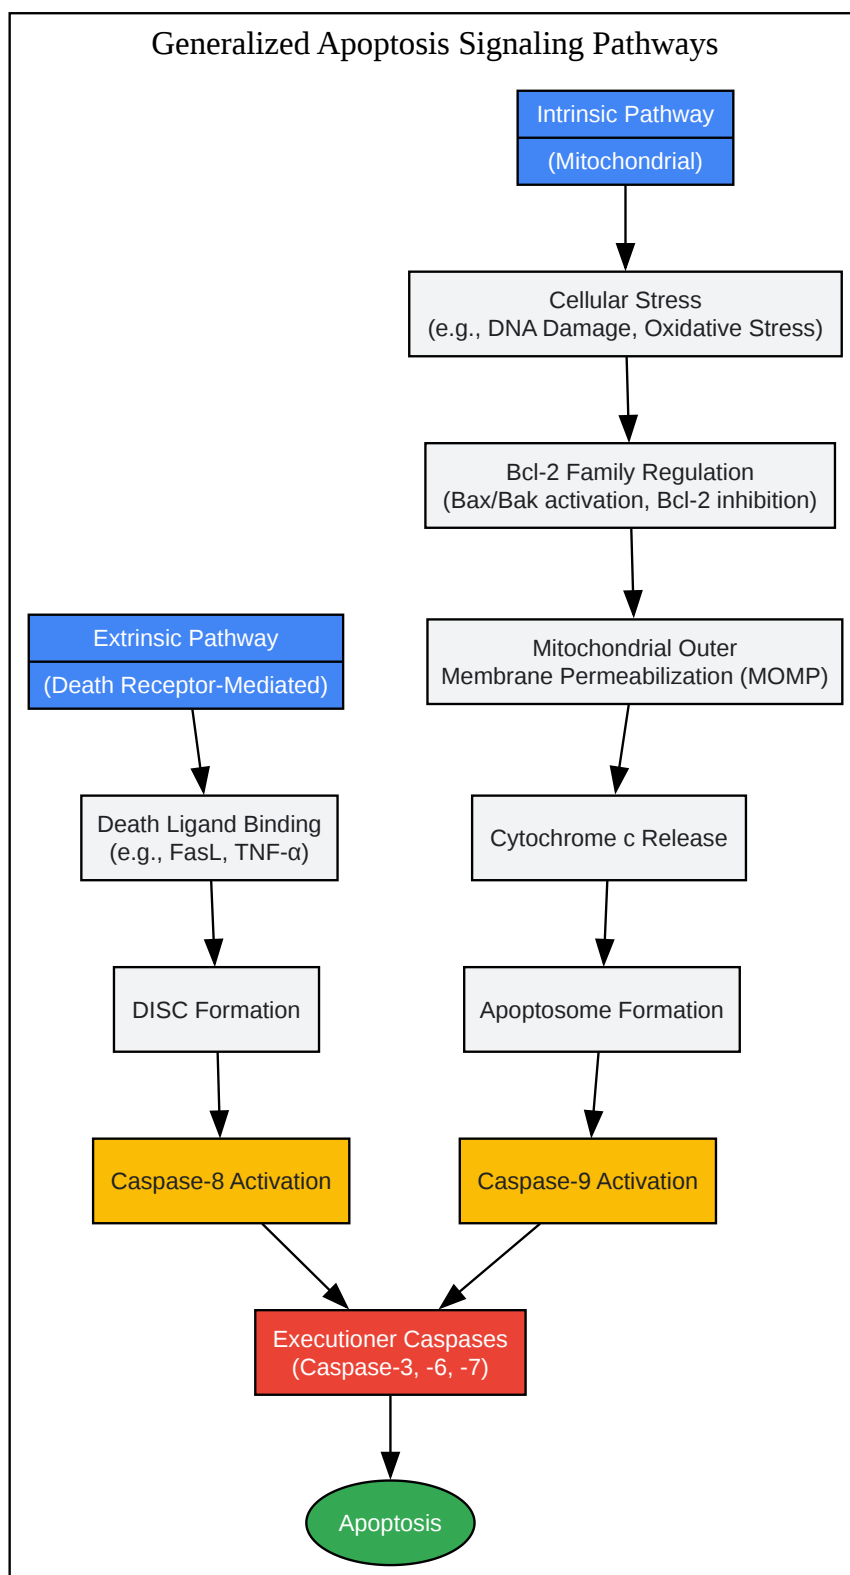 Generalized Apoptosis Signaling Pathways
Intrinsic Pathway
(Mitochondrial)
Cellular Stress
(e.g., DNA Damage, Oxidative Stress)
Bcl-2 Family Regulation
(Bax/Bak activation, Bcl-2 inhibition)
Mitochondrial Outer
Membrane Permeabilization (MOMP)
Extrinsic Pathway
(Death Receptor-Mediated)
Death Ligand Binding
(e.g., FasL, TNF-α)
Cytochrome c Release
DISC Formation
Apoptosome Formation
Caspase-8 Activation
Caspase-9 Activation
Executioner Caspases
(Caspase-3, -6, -7)
Apoptosis